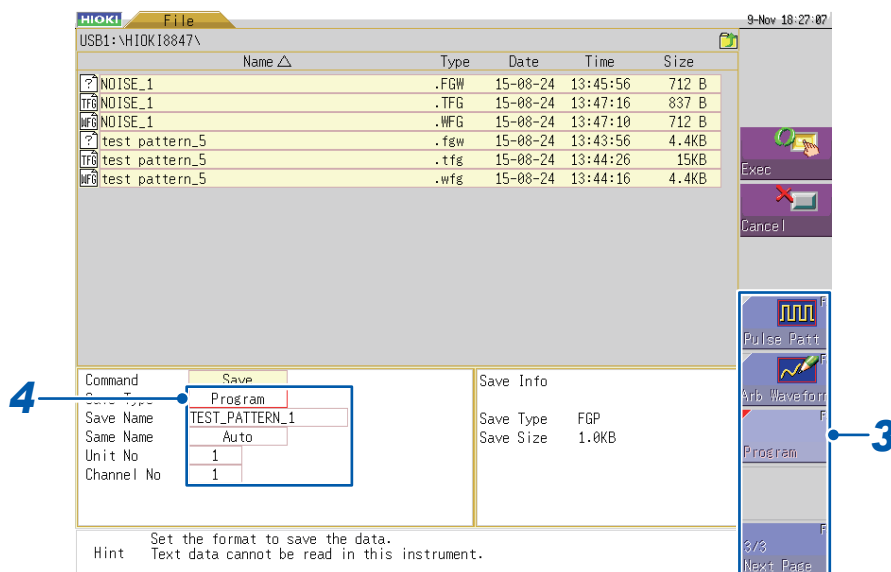 HIOKI File 9-Nov 18:27:07
USB1:\HIOKI8847\
Name △ Type Date Time Size
? NOISE_1 .FGW 15-08-24 13:45:56 712 B
TFG NOISE_1 .TFG 15-08-24 13:47:16 837 B
WFG NOISE_1 .WFG 15-08-24 13:47:10 712 B
? test pattern_5 .fgw 15-08-24 13:43:56 4.4KB
TFG test pattern_5 .tfg 15-08-24 13:44:26 15KB
WFG test pattern_5 .wfg 15-08-24 13:44:16 4.4KB
Exec
Cancel
F
Pulse Patt
F
Arb Waveform
F
Program
F
3/3
Next Page
3
4
Command Save
Save Type Program
Save Name TEST_PATTERN_1
Same Name Auto
Unit No 1
Channel No 1
Save Info
Save Type FGP
Save Size 1.0KB
Hint Set the format to save the data.
Text data cannot be read in this instrument.